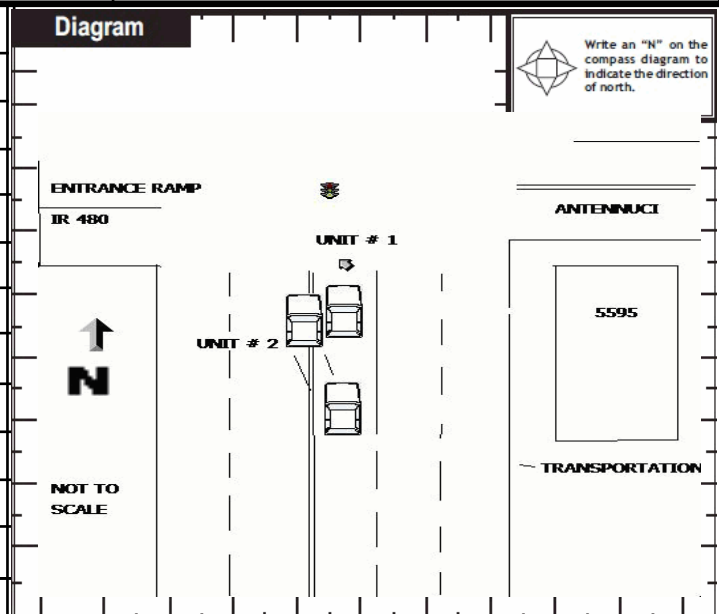 Diagram
Write an "N" on the
compass diagram to
indicate the direction
of north.
ENTRANCE RAMP
IR 480
ANTENNUCI
UNIT # 1
5595
UNIT # 2
N
TRANSPORTATION
NOT TO
SCALE